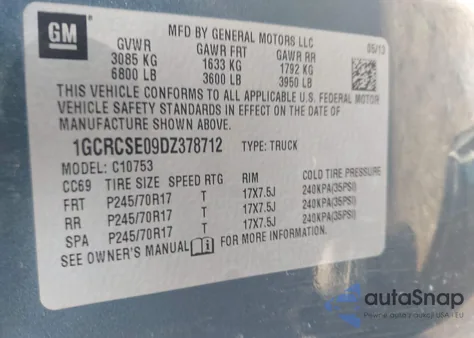 GM
MFD BY GENERAL MOTORS LLC
05/13
GVWR GAWR FRT GAWR RR
3085 KG 1633 KG 1792 KG
6800 LB 3600 LB 3950 LB
THIS VEHICLE CONFORMS TO ALL APPLICABLE U.S. FEDERAL MOTOR
VEHICLE SAFETY STANDARDS IN EFFECT ON THE DATE OF
MANUFACTURE SHOWN ABOVE.
1GCRCSE09DZ378712 TYPE: TRUCK
MODEL: C10753
CC69 TIRE SIZE SPEED RTG RIM COLD TIRE PRESSURE
FRT P245/70R17 T 17X7.5J 240KPA(35PSI)
RR P245/70R17 T 17X7.5J 240KPA(35PSI)
SPA P245/70R17 T 17X7.5J 240KPA(35PSI)
SEE OWNER'S MANUAL i FOR MORE INFORMATION.
autoSnap